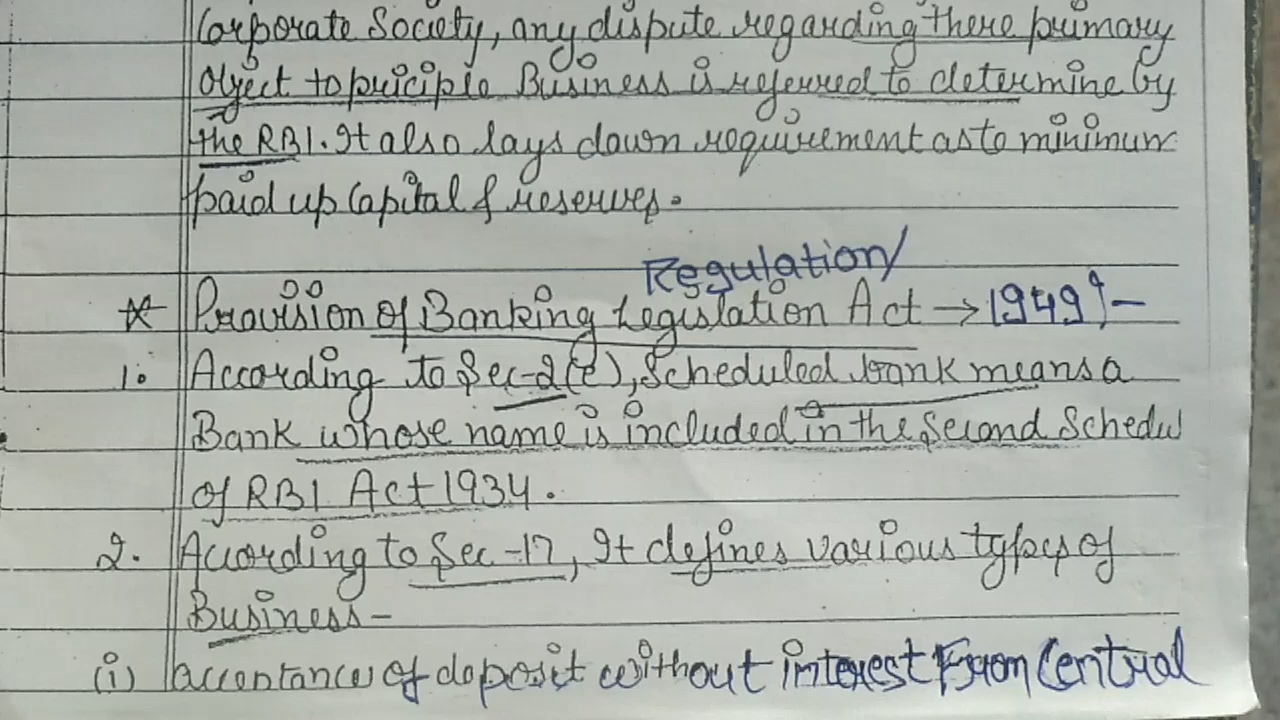 Corporate Society, any dispute regarding there primary
object to priciple Business is referred to determine by
the RBI. It also lays down requirement as to minimum
paid up Capital & reserves.
Regulation/
* Provision of Banking Legislation Act → 1949:-
1. According to Sec-2(e), Scheduled bank means a
Bank whose name is included in the Second Schedul
of RBI Act 1934.
2. According to Sec-17, It defines various types of
Business-
(i) acceptance of deposit without interest From Central